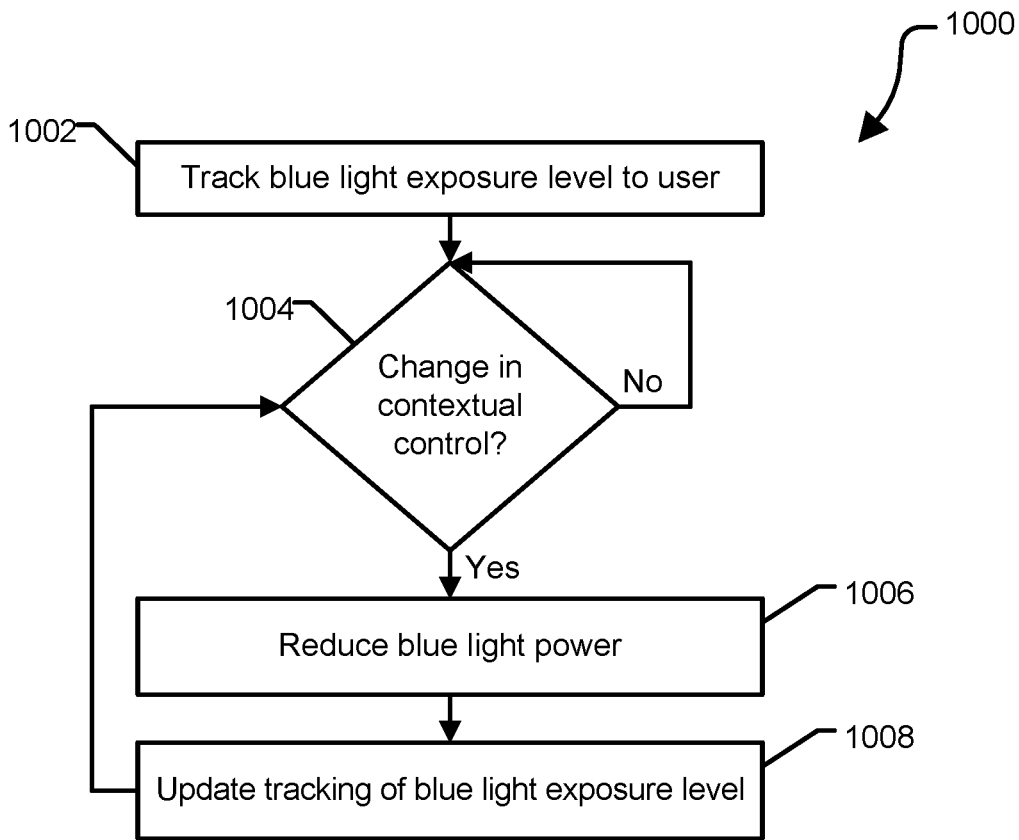 1000
1002
Track blue light exposure level to user
1004
Change in
contextual
control?
No
Yes
1006
Reduce blue light power
1008
Update tracking of blue light exposure level